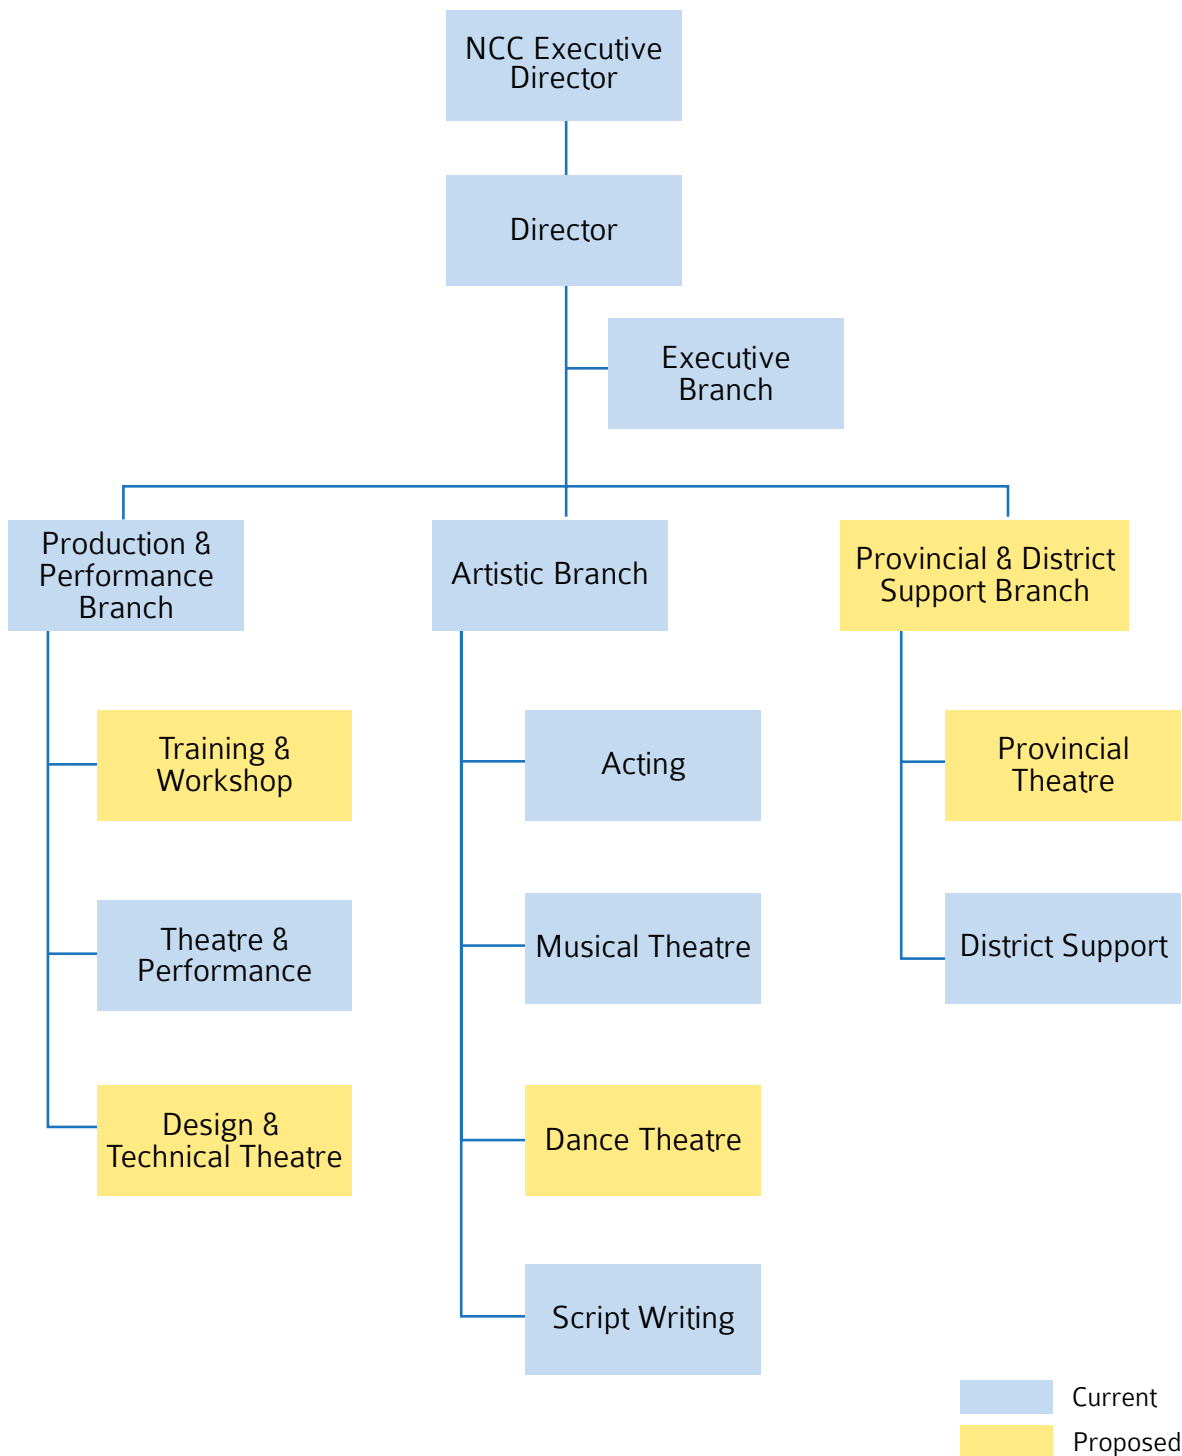 NCC Executive
Director
Director
Executive
Branch
Production &
Performance
Branch
Artistic Branch
Provincial & District
Support Branch
Training &
Workshop
Theatre &
Performance
Design &
Technical Theatre
Acting
Musical Theatre
Dance Theatre
Script Writing
Provincial
Theatre
District Support
Current
Proposed